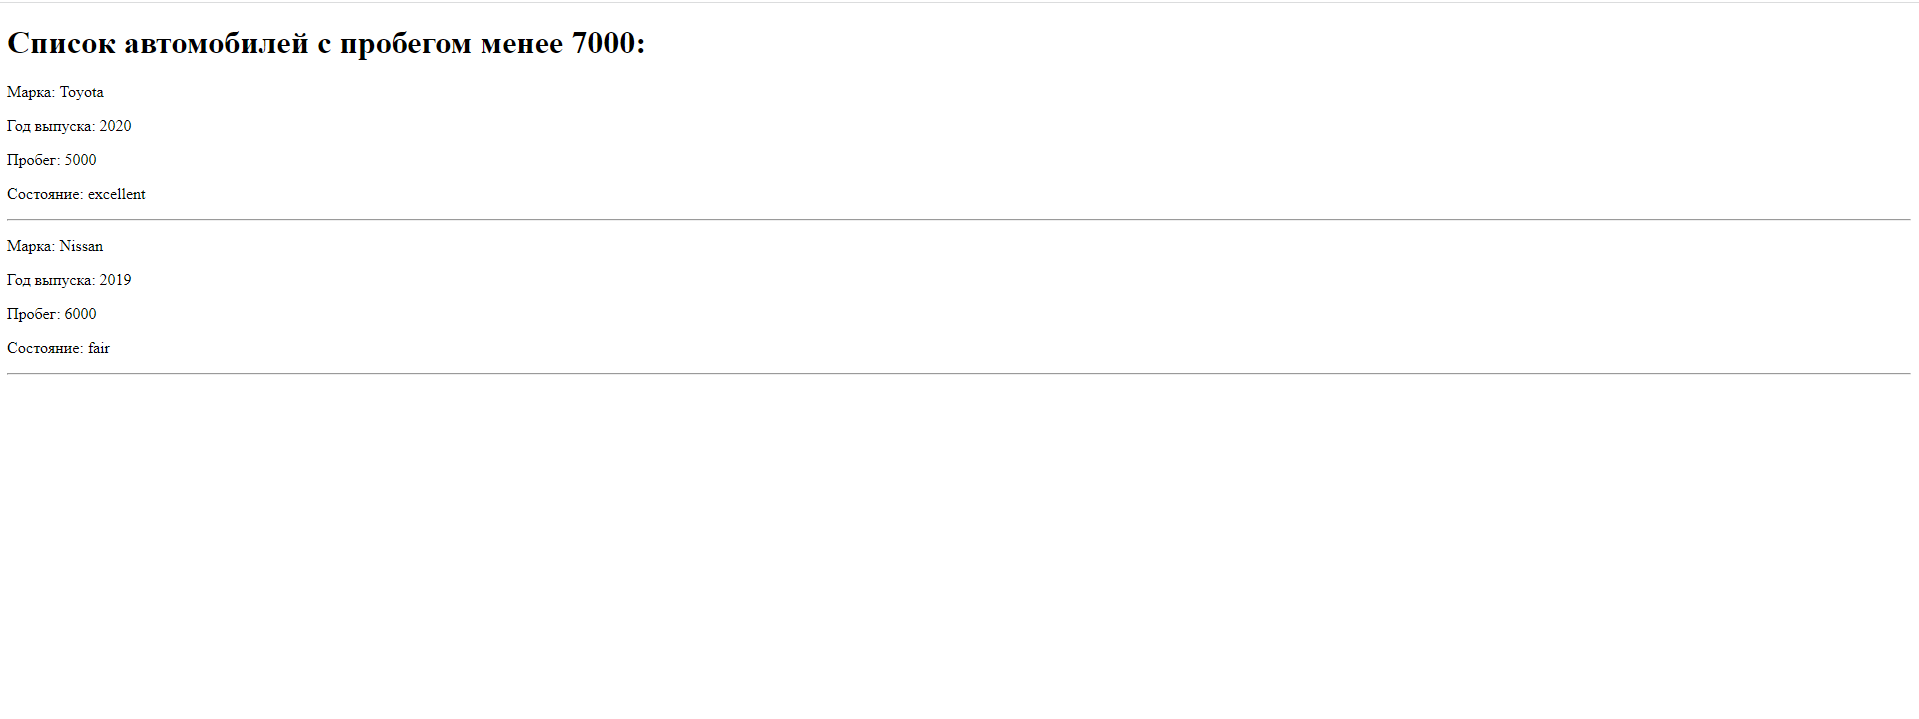 Список автомобилей с пробегом менее 7000:
Марка: Toyota
Год выпуска: 2020
Пробег: 5000
Состояние: excellent
Марка: Nissan
Год выпуска: 2019
Пробег: 6000
Состояние: fair